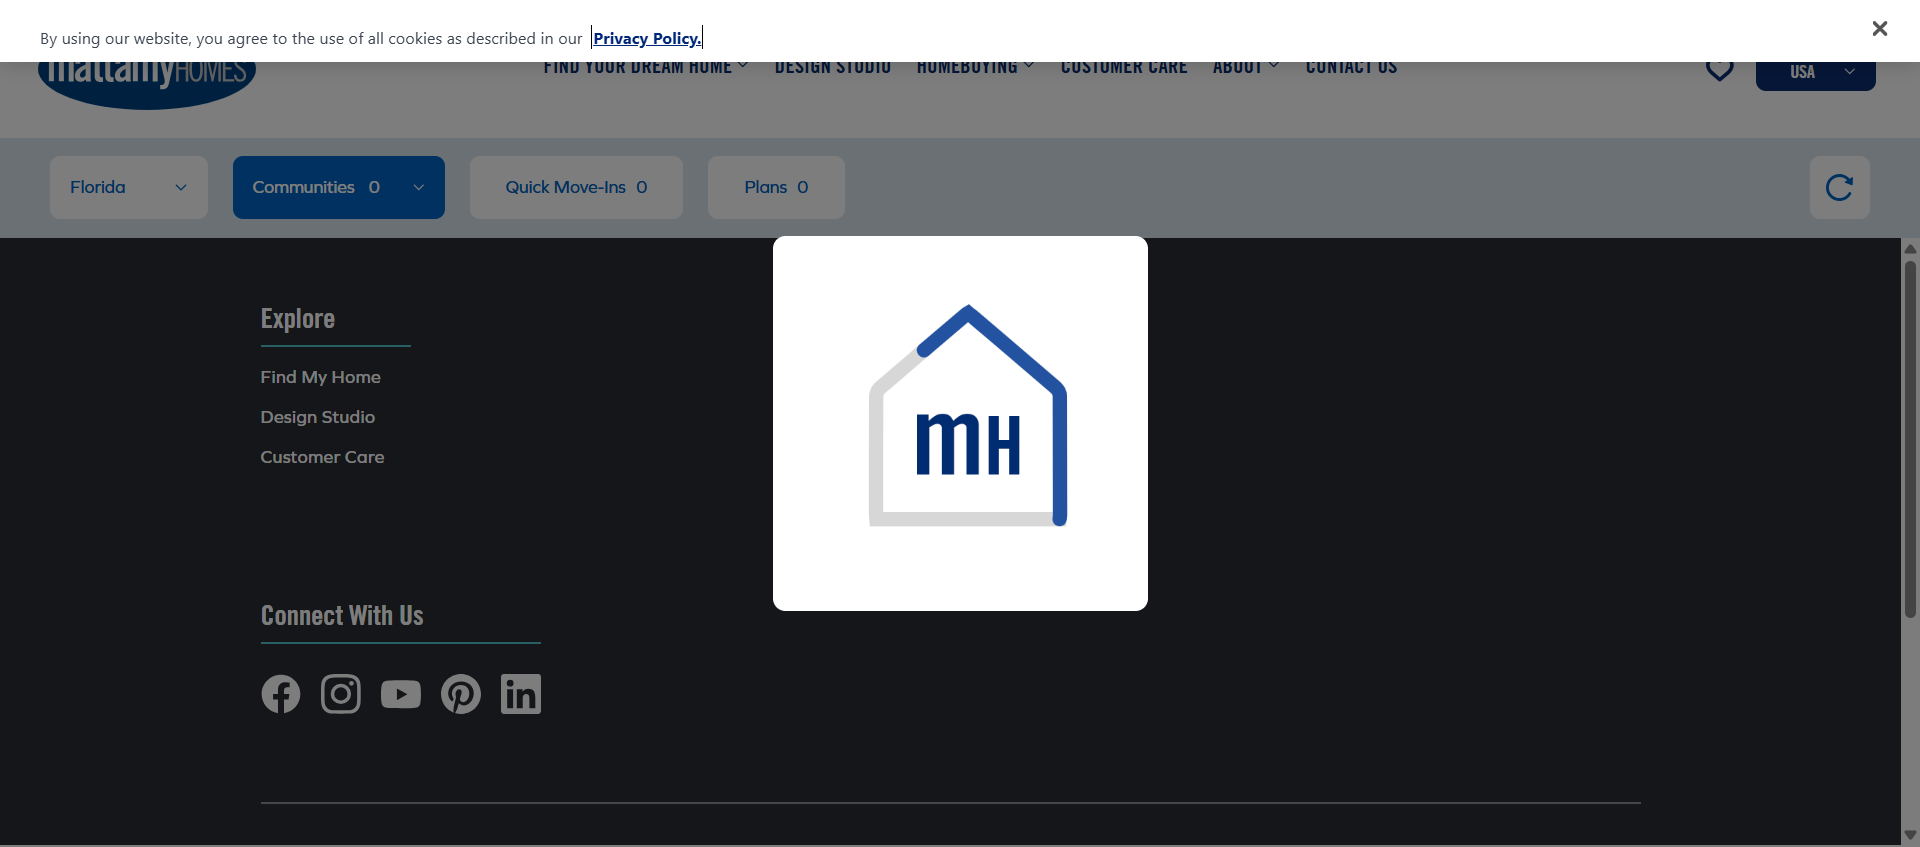 By using our website, you agree to the use of all cookies as described in our Privacy Policy.
mattamyHOMES
FIND YOUR DREAM HOME
DESIGN STUDIO
HOMEBUYING
CUSTOMER CARE
ABOUT
CONTACT US
USA
Florida
Communities 0
Quick Move-Ins 0
Plans 0
Explore
Find My Home
Design Studio
Customer Care
mH
Connect With Us